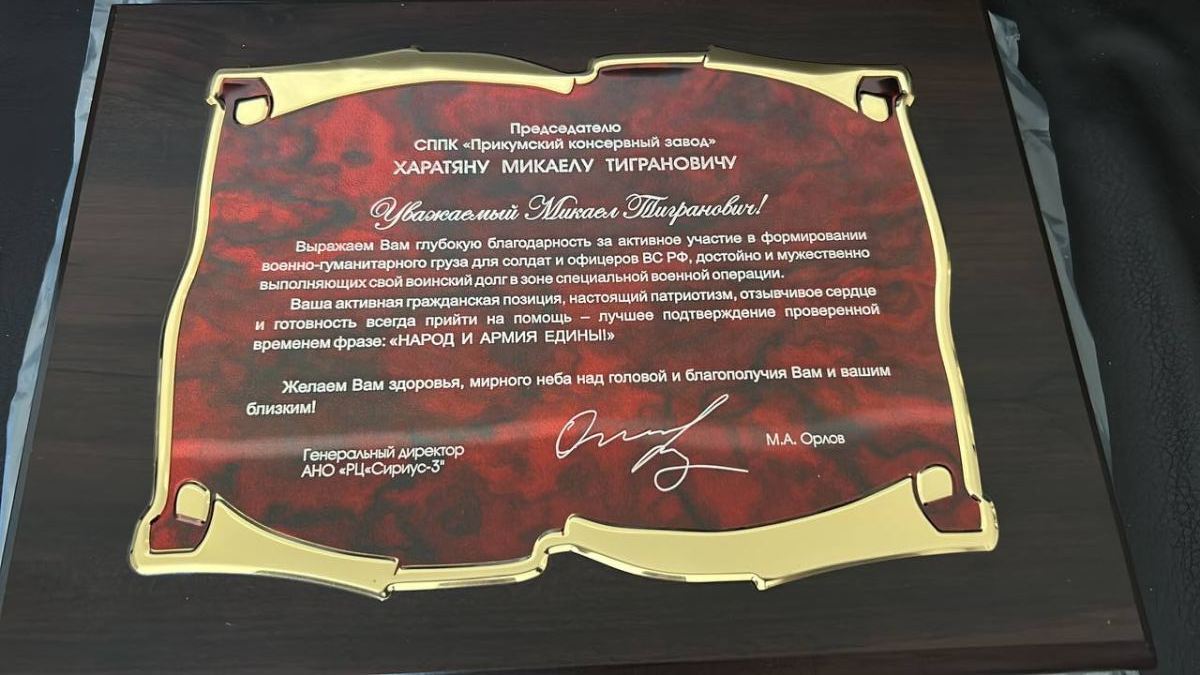 Председателю
СППК «Прикумский консервный завод»
ХАРАТЯНУ МИКАЕЛУ ТИГРАНОВИЧУ
Уважаемый Микаел Тигранович!
Выражаем Вам глубокую благодарность за активное участие в формировании
военно-гуманитарного груза для солдат и офицеров ВС РФ, достойно и мужественно
выполняющих свой воинский долг в зоне специальной военной операции.
Ваша активная гражданская позиция, настоящий патриотизм, отзывчивое сердце
и готовность всегда прийти на помощь – лучшее подтверждение проверенной
временем фразе: «НАРОД И АРМИЯ ЕДИНЫ!»
Желаем Вам здоровья, мирного неба над головой и благополучия Вам и вашим
близким!
Генеральный директор
АНО «РЦ«Сириус-3"
М.А. Орлов